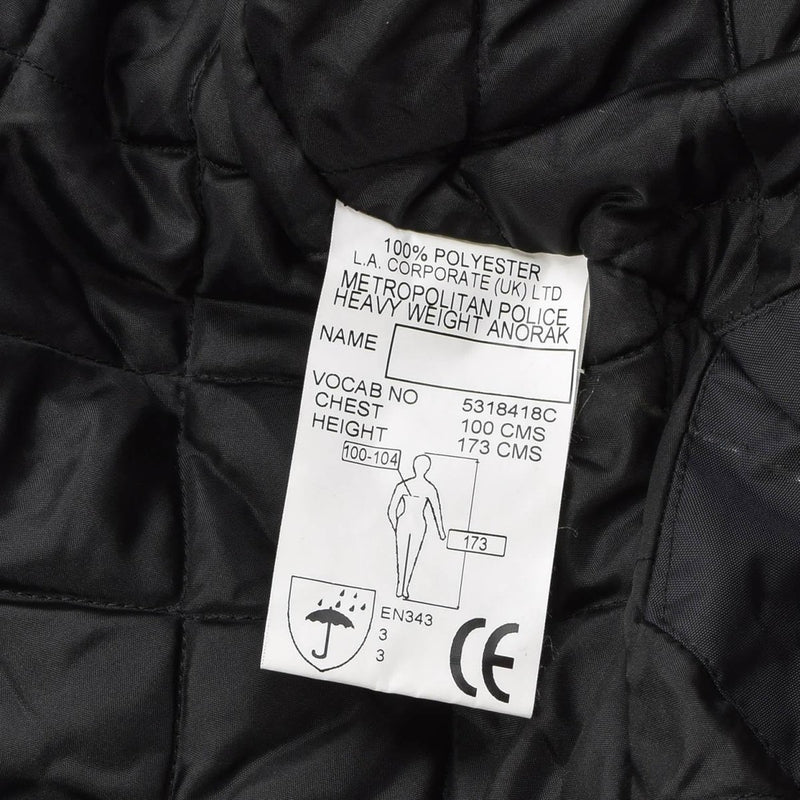 100% POLYESTER
L.A. CORPORATE (UK) LTD
METROPOLITAN POLICE
HEAVY WEIGHT ANORAK
NAME
VOCAB NO 5318418C
CHEST 100 CMS
HEIGHT 173 CMS
100-104
173
EN343
3
3
CE